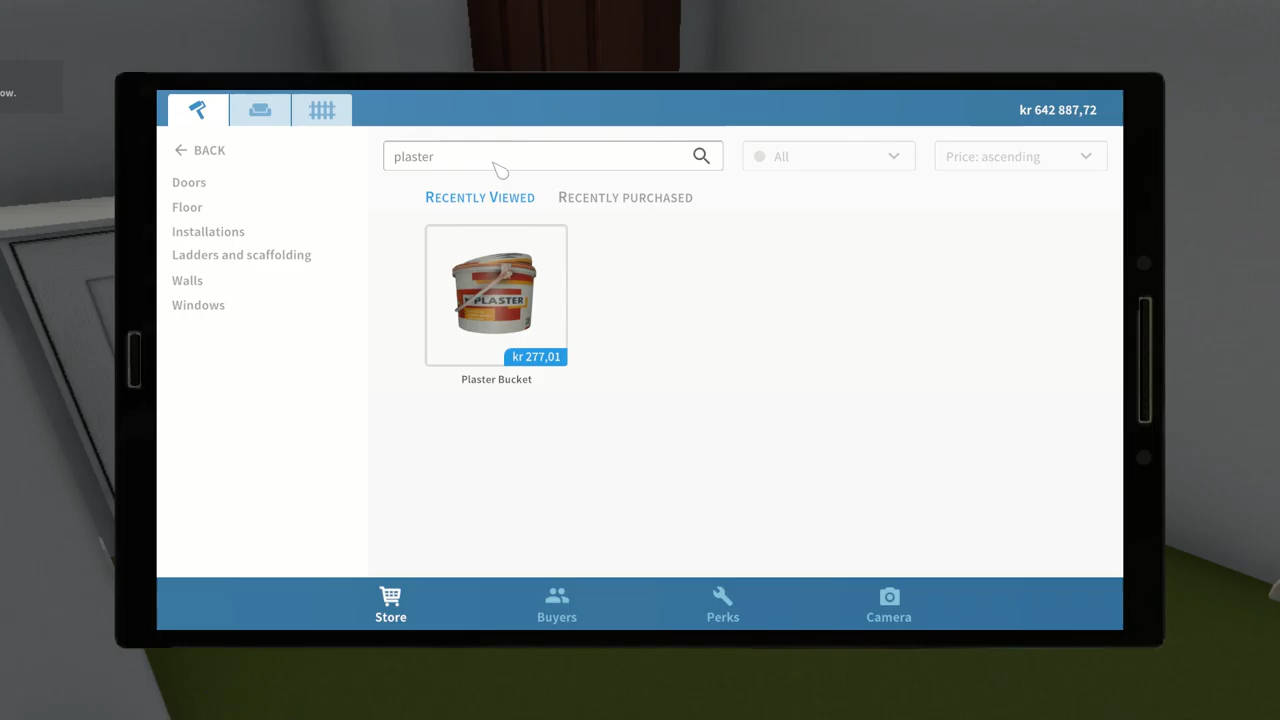 ow.
kr 642 887,72
BACK
plaster
All
Price: ascending
Doors
Floor
Installations
Ladders and scaffolding
Walls
Windows
RECENTLY VIEWED
RECENTLY PURCHASED
PLASTER
kr 277,01
Plaster Bucket
Store
Buyers
Perks
Camera